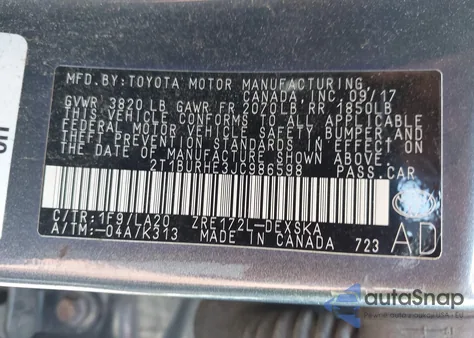 MFD. BY: TOYOTA MOTOR MANUFACTURING
CANADA, INC. 09/17
GVWR 3820 LB GAWR FR 2070LB RR 1850LB
THIS VEHICLE CONFORMS TO ALL APPLICABLE
FEDERAL MOTOR VEHICLE SAFETY, BUMPER AND
THEFT PREVENTION STANDARDS IN EFFECT ON
THE DATE OF MANUFACTURE SHOWN ABOVE.
2T1BURHE3JC986598 PASS.CAR
C/TR:1F9/LA20 ZRE172L-DEXSKA
A/TM:-04A/K313 MADE IN CANADA 723
AD
autoSnap